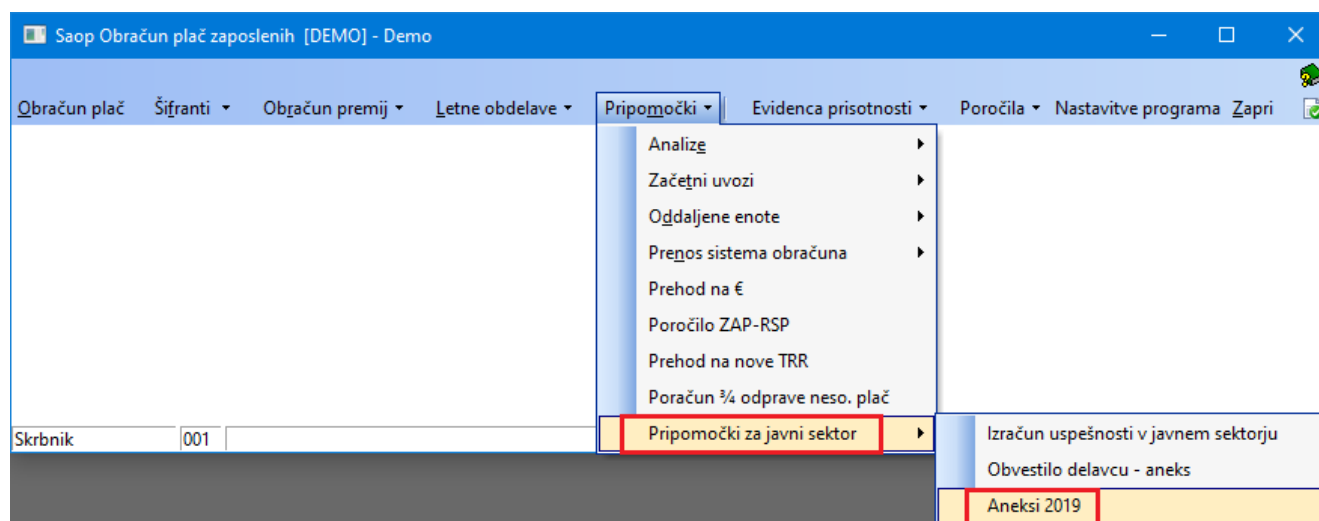 Saop Obračun plač zaposlenih [DEMO] - Demo
Obračun plač Šifranti Obračun premij Letne obdelave Pripomočki Evidenca prisotnosti Poročila Nastavitve programa Zapri
Analize
Začetni uvozi
Oddaljene enote
Prenos sistema obračuna
Prehod na €
Poročilo ZAP-RSP
Prehod na nove TRR
Poračun ¾ odprave neso. plač
Pripomočki za javni sektor
Skrbnik 001
Izračun uspešnosti v javnem sektorju
Obvestilo delavcu - aneks
Aneksi 2019